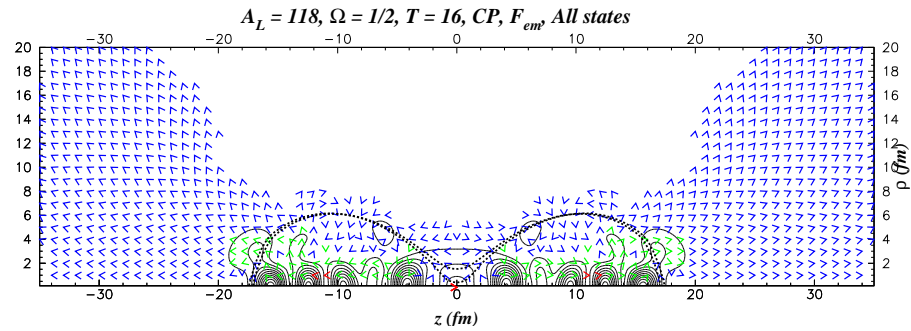 A_L = 118, Ω = 1/2, T = 16, CP, F_em, All states
−30 −20 −10 0 10 20 30
20 20
18 18
16 16
14 14
12 12
10 10
8 8
6 6
4 4
2 2
ρ (fm)
−30 −20 −10 0 10 20 30
z (fm)